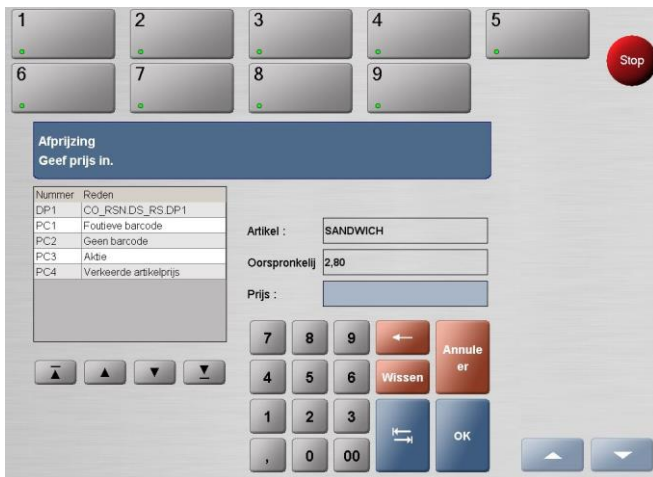 1 2 3 4 5
Stop
6 7 8 9
Afprijzing
Geef prijs in.
Nummer Reden
DP1 CO_RSN.DS_RS.DP1
PC1 Foutieve barcode
PC2 Geen barcode
PC3 Aktie
PC4 Verkeerde artikelprijs
Artikel : SANDWICH
Oorspronkelij 2,80
Prijs :
7 8 9
Annule
er
4 5 6 Wissen
1 2 3
OK
, 0 00